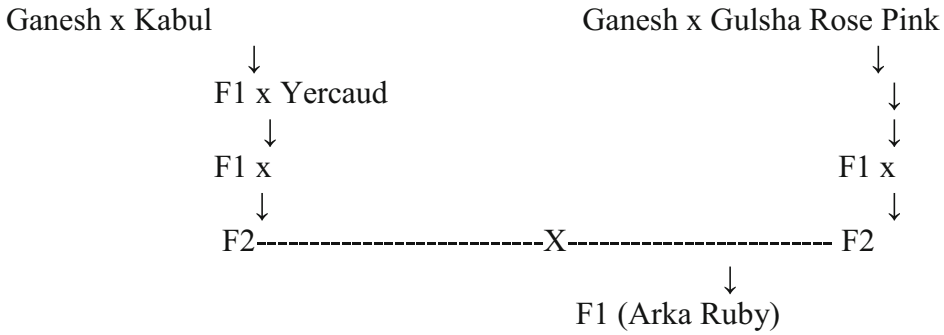 Ganesh x Kabul Ganesh x Gulsha Rose Pink
↓ ↓
F1 x Yercaud ↓
↓ ↓
F1 x F1 x
↓ ↓
F2---------------------------X------------------------- F2
↓
F1 (Arka Ruby)